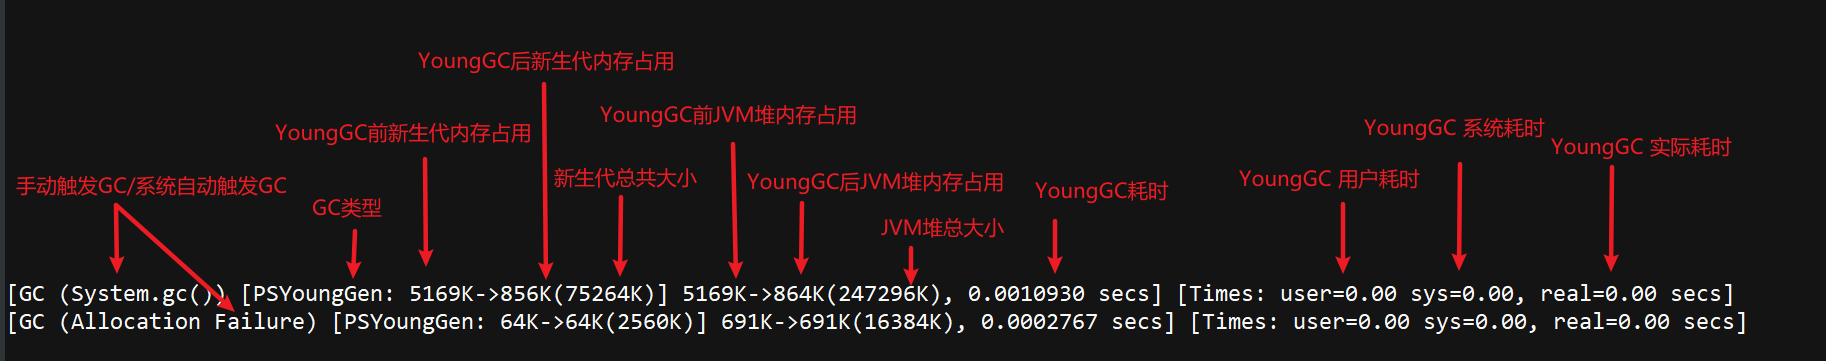 YoungGC后新生代内存占用
YoungGC前JVM堆内存占用
YoungGC 系统耗时
YoungGC前新生代内存占用
YoungGC 实际耗时
手动触发GC/系统自动触发GC
新生代总共大小
YoungGC后JVM堆内存占用
YoungGC耗时
YoungGC 用户耗时
GC类型
JVM堆总大小
[GC (System.gc()) [PSYoungGen: 5169K->856K(75264K)] 5169K->864K(247296K), 0.0010930 secs] [Times: user=0.00 sys=0.00, real=0.00 secs]
[GC (Allocation Failure) [PSYoungGen: 64K->64K(2560K)] 691K->691K(16384K), 0.0002767 secs] [Times: user=0.00 sys=0.00, real=0.00 secs]